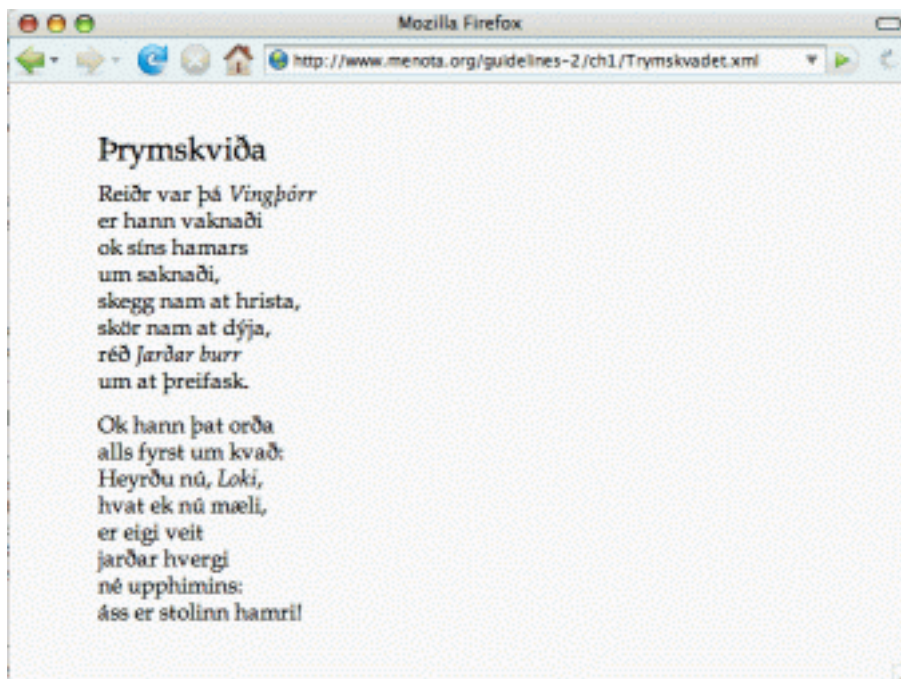 Mozilla Firefox
http://www.menota.org/guidelines-2/ch1/Trymskvadet.xml
Þrymskviða
Reiðr var þá Vingþórr
er hann vaknaði
ok síns hamars
um saknaði,
skegg nam at hrista,
skör nam at dýja,
réð Jarðar burr
um at þreifask.
Ok hann þat orða
alls fyrst um kvað:
Heyrðu nú, Loki,
hvat ek nú mæli,
er eigi veit
jarðar hvergi
né upphimins:
áss er stolinn hamri!